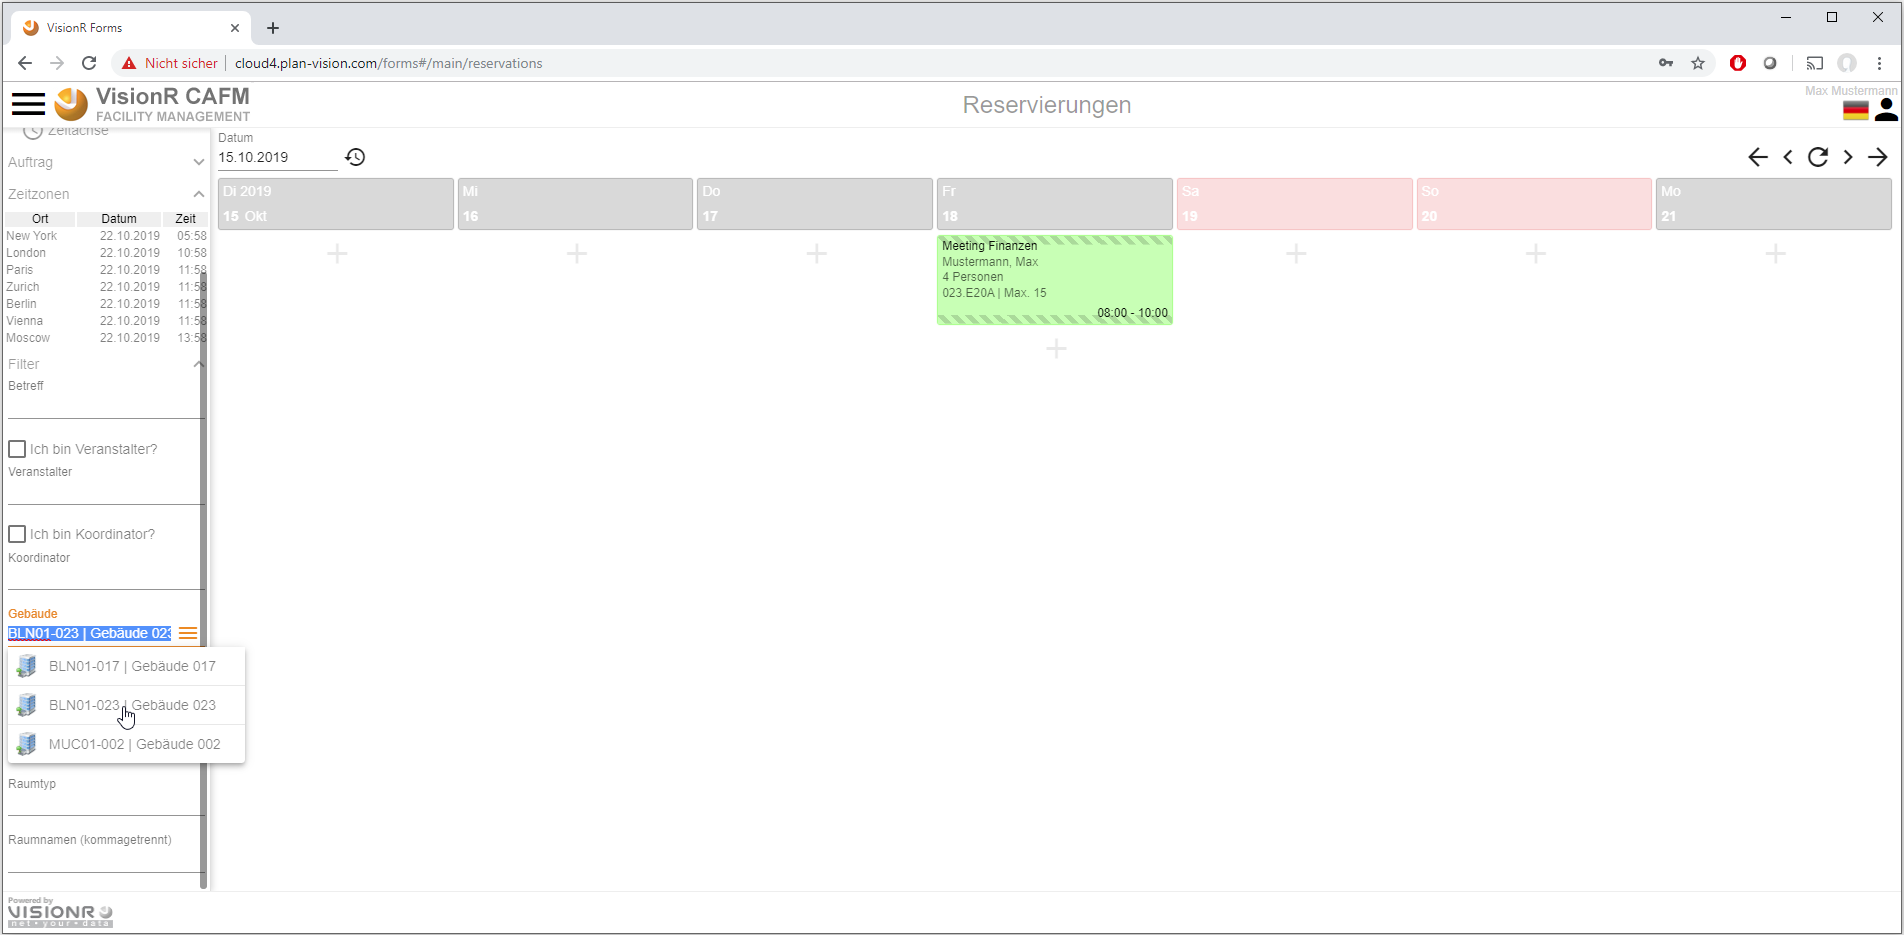 VisionR Forms
Nicht sicher | cloud4.plan-vision.com/forms#/main/reservations
VisionR CAFM
FACILITY MANAGEMENT
Reservierungen
Max Mustermann
Zeitachse
Auftrag
Zeitzonen
Ort Datum Zeit
New York 22.10.2019 05:58
London 22.10.2019 10:58
Paris 22.10.2019 11:58
Zurich 22.10.2019 11:58
Berlin 22.10.2019 11:58
Vienna 22.10.2019 11:58
Moscow 22.10.2019 13:58
Filter
Betreff
Ich bin Veranstalter?
Veranstalter
Ich bin Koordinator?
Koordinator
Gebäude
BLN01-023 | Gebäude 023
BLN01-017 | Gebäude 017
BLN01-023 | Gebäude 023
MUC01-002 | Gebäude 002
Raumtyp
Raumnamen (kommagetrennt)
Datum
15.10.2019
Di 2019
15 Okt
Mi
16
Do
17
Fr
18
Sa
19
So
20
Mo
21
Meeting Finanzen
Mustermann, Max
4 Personen
023.E20A | Max. 15
08:00 - 10:00
Powered by
VISIONR
net • your • data